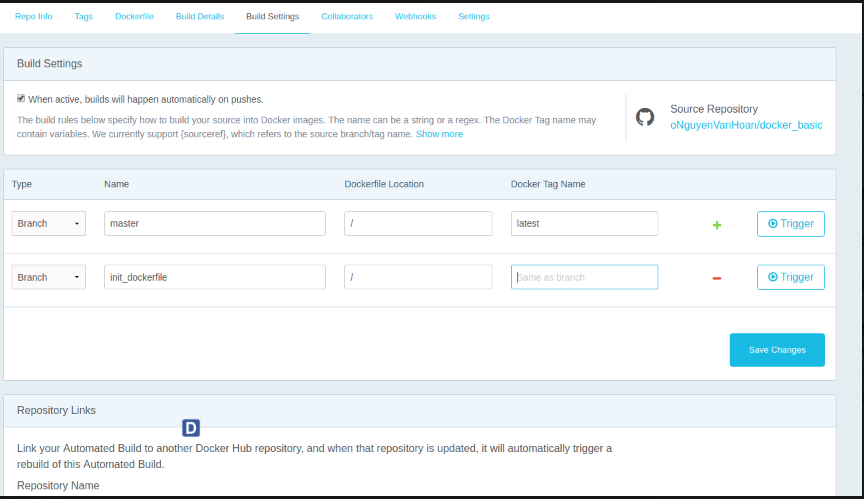 Repo Info Tags Dockerfile Build Details Build Settings Collaborators Webhooks Settings
Build Settings
When active, builds will happen automatically on pushes.
The build rules below specify how to build your source into Docker images. The name can be a string or a regex. The Docker Tag name may
contain variables. We currently support {sourceref}, which refers to the source branch/tag name. Show more
Source Repository
oNguyenVanHoan/docker_basic
Type Name Dockerfile Location Docker Tag Name
Branch master / latest Trigger
Branch init_dockerfile / Same as branch Trigger
Save Changes
Repository Links
D
Link your Automated Build to another Docker Hub repository, and when that repository is updated, it will automatically trigger a
rebuild of this Automated Build.
Repository Name